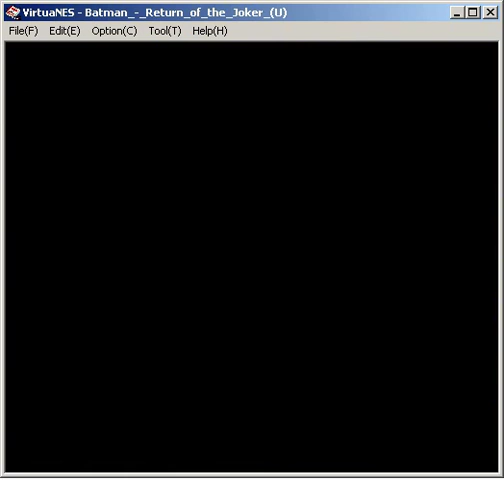 VirtuaNES - Batman_-_Return_of_the_Joker_(U)
File(F) Edit(E) Option(C) Tool(T) Help(H)